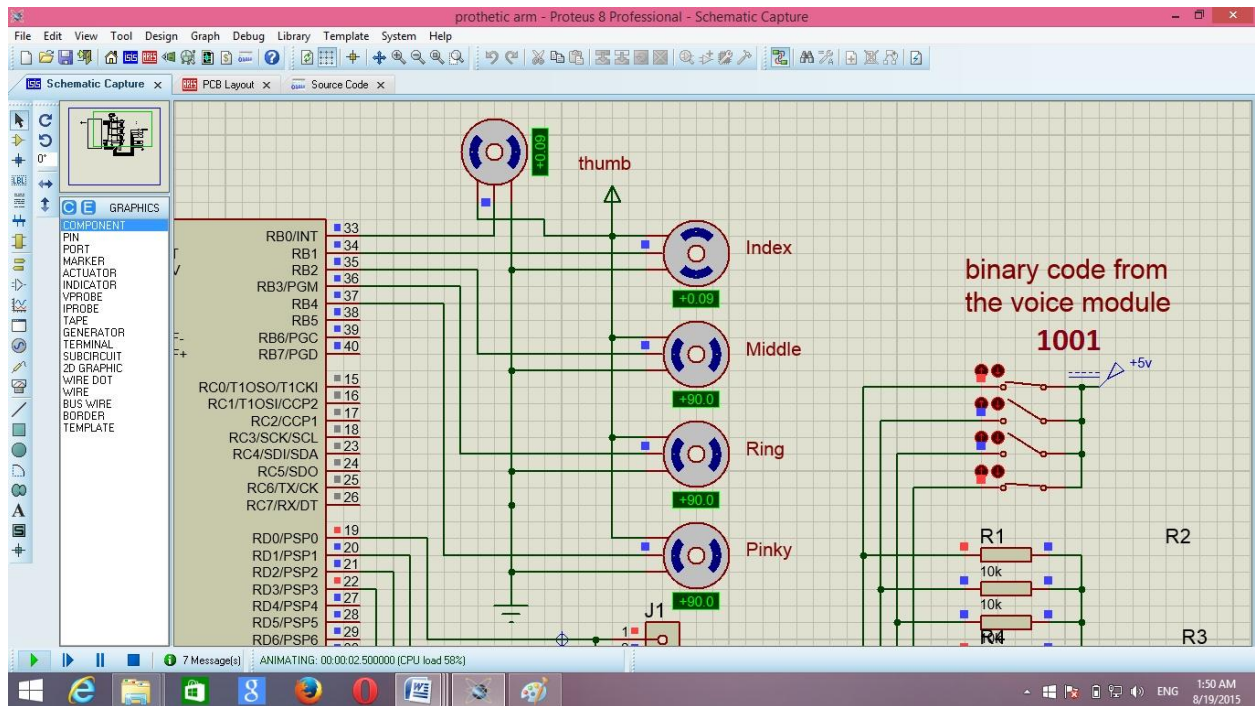 prothetic arm - Proteus 8 Professional - Schematic Capture
File Edit View Tool Design Graph Debug Library Template System Help
Schematic Capture x PCB Layout x Source Code x
0°
LBL
C E GRAPHICS
COMPONENT
PIN
PORT
MARKER
ACTUATOR
INDICATOR
VPROBE
IPROBE
TAPE
GENERATOR
TERMINAL
SUBCIRCUIT
2D GRAPHIC
WIRE DOT
WIRE
BUS WIRE
BORDER
TEMPLATE
A
S
+0.09
thumb
RB0/INT 33
RB1 34
RB2 35
RB3/PGM 36
RB4 37
RB5 38
RB6/PGC 39
RB7/PGD 40
RC0/T1OSO/T1CKI 15
RC1/T1OSI/CCP2 16
RC2/CCP1 17
RC3/SCK/SCL 18
RC4/SDI/SDA 23
RC5/SDO 24
RC6/TX/CK 25
RC7/RX/DT 26
RD0/PSP0 19
RD1/PSP1 20
RD2/PSP2 21
RD3/PSP3 22
RD4/PSP4 27
RD5/PSP5 28
RD6/PSP6 29
Index
+0.09
Middle
+90.0
Ring
+90.0
Pinky
+90.0
J1
1
binary code from
the voice module
1001
+5v
R1 R2
10k
10k
R4 R3
7 Message(s) ANIMATING: 00:00:02.500000 (CPU load 58%)
ENG 1:50 AM
8/19/2015